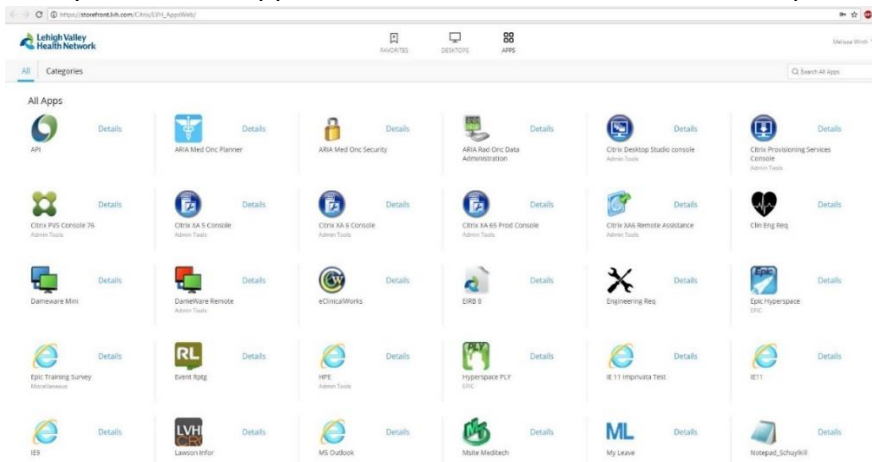 https://storefront.lvh.com/Citrix/LVH_AppsWeb/
Lehigh Valley
Health Network
FAVORITES
DESKTOPS
APPS
All
Categories
Search All Apps
All Apps
Details
API
Details
ARIA Med Onc Planner
Details
ARIA Med Onc Security
Details
ARIA Rad Onc Data
Administration
Details
Citrix Desktop Studio console
Admin Tools
Details
Citrix Provisioning Services
Console
Admin Tools
Details
Citrix PVS Console 76
Admin Tools
Details
Citrix XA 5 Console
Admin Tools
Details
Citrix XA 6 Console
Admin Tools
Details
Citrix XA 65 Prod Console
Admin Tools
Details
Citrix XA6 Remote Assistance
Admin Tools
Details
Clin Eng Req
Details
Dameware Mini
Details
DameWare Remote
Admin Tools
CW
Details
eClinicalWorks
Details
EIRB 8
Details
Engineering Req
Epic
Details
Epic Hyperspace
EPIC
Details
Epic Training Survey
Miscellaneous
RL
Details
Event Rptg
Details
HPE
Admin Tools
PLY
Details
Hyperspace PLY
EPIC
Details
IE 11 Imprivata Test
Details
IE11
Details
IE9
LVH
Details
Lawson Infor
Details
MS Outlook
Details
Msite Meditech
ML
Details
My Leave
Details
Notepad_Schuylkill